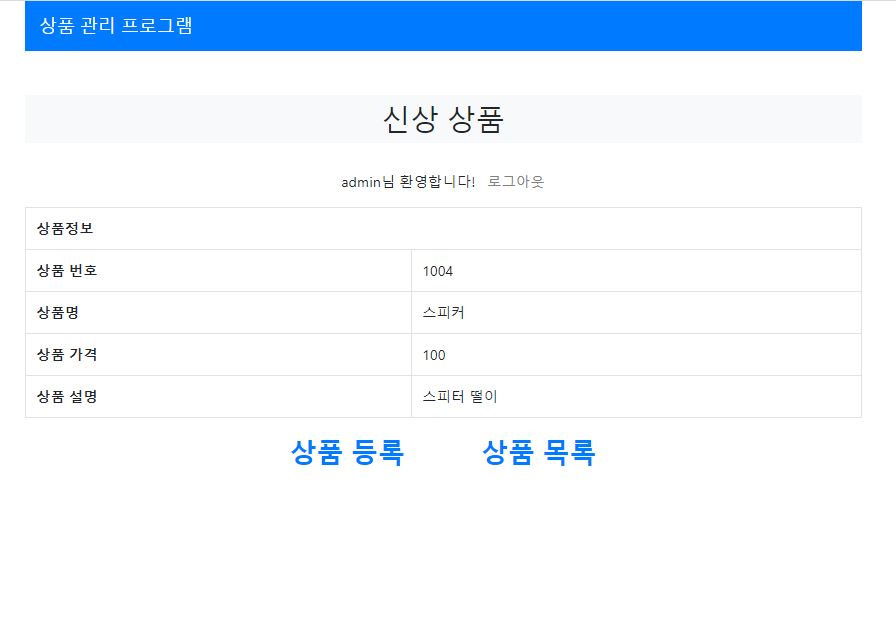 상품 관리 프로그램
신상 상품
admin님 환영합니다! 로그아웃
상품정보
상품 번호 1004
상품명 스피커
상품 가격 100
상품 설명 스피터 떨이
상품 등록 상품 목록